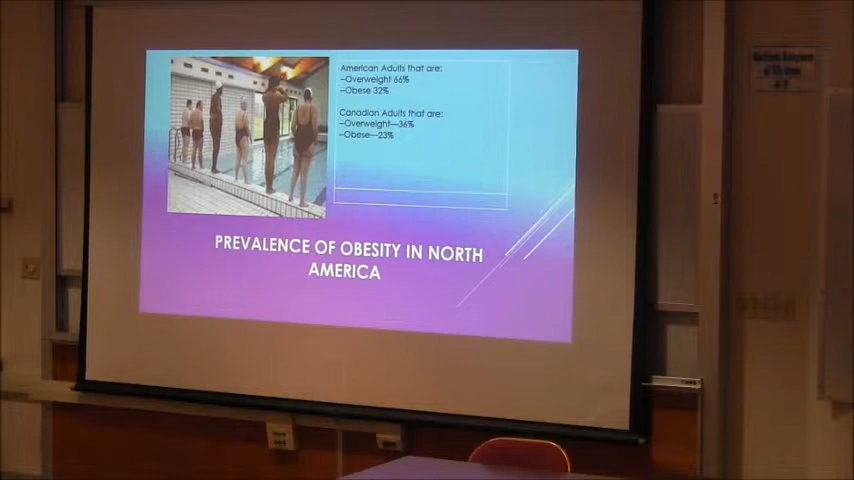 American Adults that are:
–Overweight 66%
–Obese 32%
Canadian Adults that are:
–Overweight—36%
–Obese—23%
PREVALENCE OF OBESITY IN NORTH
AMERICA